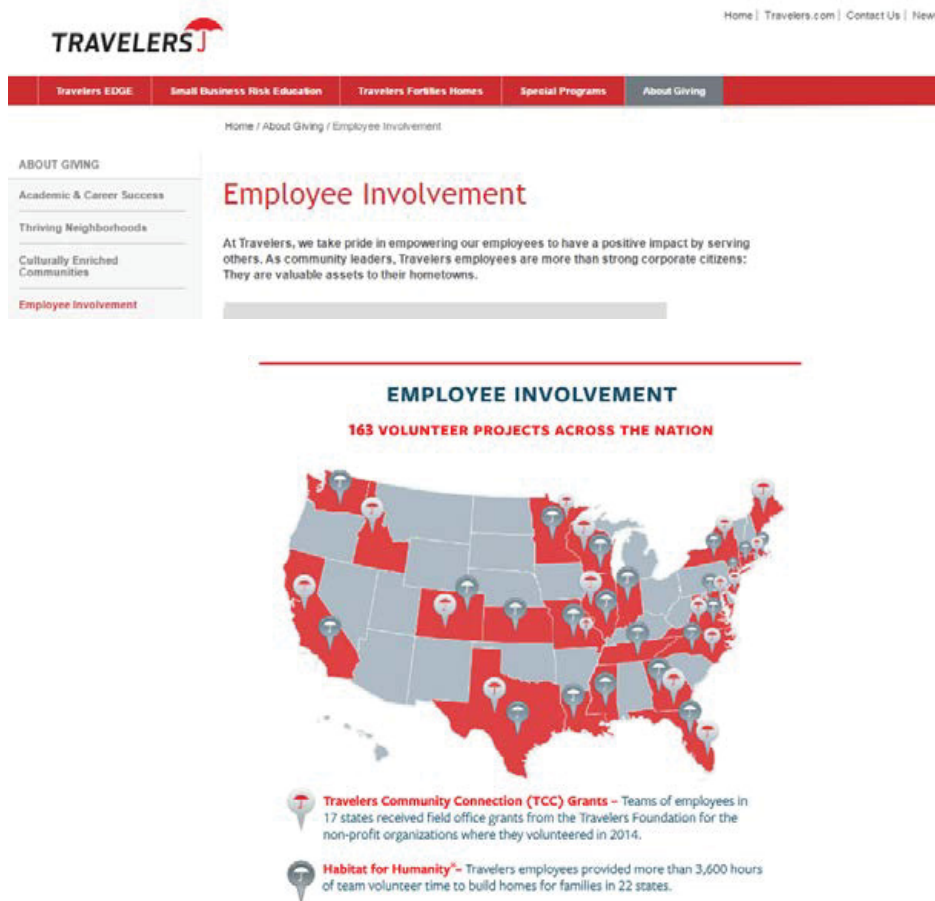 Home | Travelers.com | Contact Us | New
TRAVELERS
Travelers EDGE
Small Business Risk Education
Travelers Fortifies Homes
Special Programs
About Giving
Home / About Giving / Employee Involvement
ABOUT GIVING
Academic & Career Success
Thriving Neighborhoods
Culturally Enriched
Communities
Employee Involvement
Employee Involvement
At Travelers, we take pride in empowering our employees to have a positive impact by serving
others. As community leaders, Travelers employees are more than strong corporate citizens:
They are valuable assets to their hometowns.
EMPLOYEE INVOLVEMENT
163 VOLUNTEER PROJECTS ACROSS THE NATION
Travelers Community Connection (TCC) Grants – Teams of employees in
17 states received field office grants from the Travelers Foundation for the
non-profit organizations where they volunteered in 2014.
Habitat for Humanity®– Travelers employees provided more than 3,600 hours
of team volunteer time to build homes for families in 22 states.